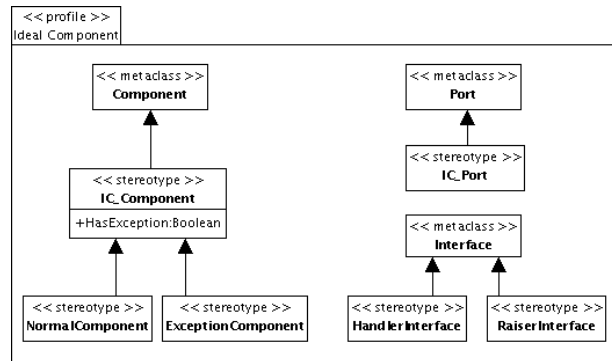 << profile >>
Ideal Component
<< metaclass >>
Component
<< metaclass >>
Port
<< stereotype >>
IC_Component
+HasException:Boolean
<< stereotype >>
IC_Port
<< metaclass >>
Interface
<< stereotype >>
NormalComponent
<< stereotype >>
ExceptionComponent
<< stereotype >>
HandlerInterface
<< stereotype >>
RaiserInterface